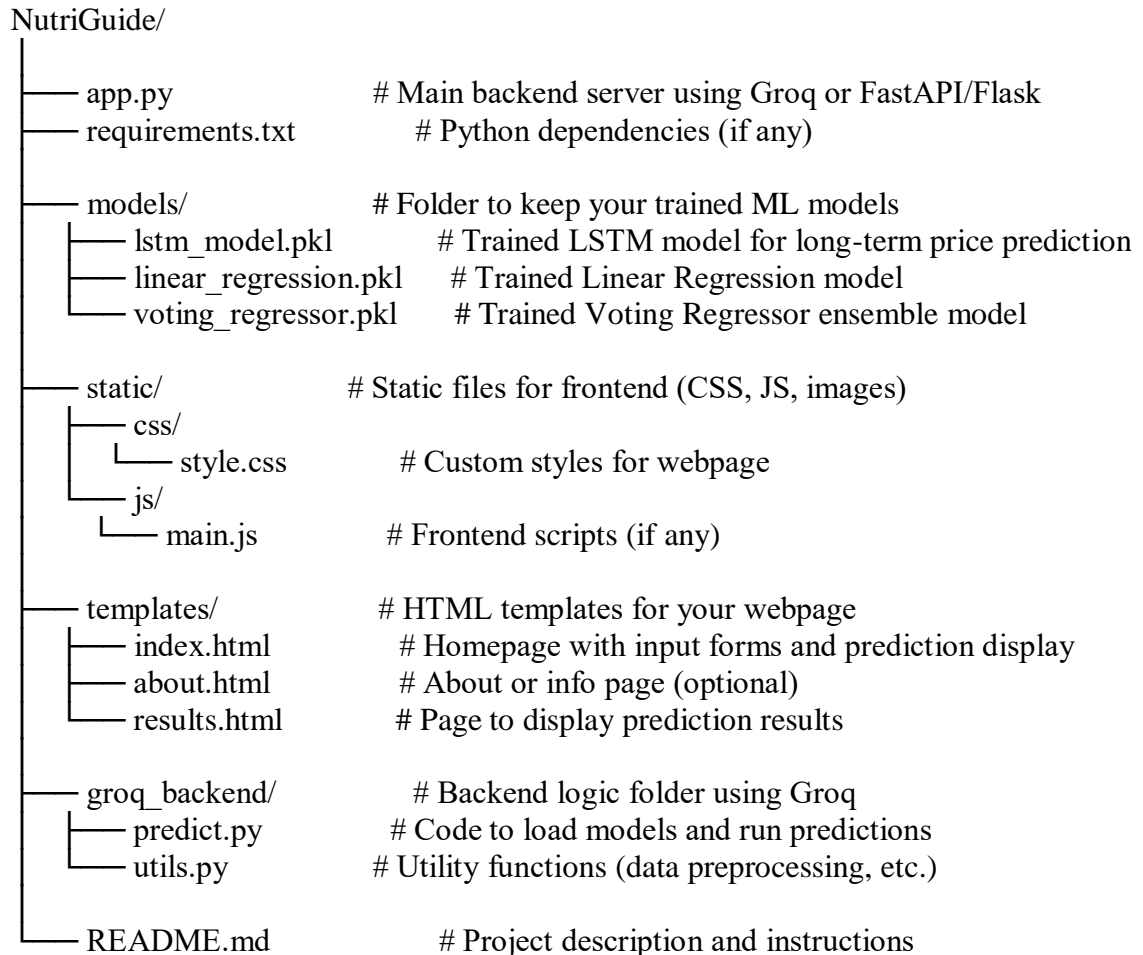 NutriGuide/
│
├── app.py # Main backend server using Groq or FastAPI/Flask
├── requirements.txt # Python dependencies (if any)
│
├── models/ # Folder to keep your trained ML models
│ ├── lstm_model.pkl # Trained LSTM model for long-term price prediction
│ ├── linear_regression.pkl # Trained Linear Regression model
│ └── voting_regressor.pkl # Trained Voting Regressor ensemble model
│
├── static/ # Static files for frontend (CSS, JS, images)
│ ├── css/
│ │ └── style.css # Custom styles for webpage
│ └── js/
│ └── main.js # Frontend scripts (if any)
│
├── templates/ # HTML templates for your webpage
│ ├── index.html # Homepage with input forms and prediction display
│ ├── about.html # About or info page (optional)
│ └── results.html # Page to display prediction results
│
├── groq_backend/ # Backend logic folder using Groq
│ ├── predict.py # Code to load models and run predictions
│ └── utils.py # Utility functions (data preprocessing, etc.)
│
└── README.md # Project description and instructions